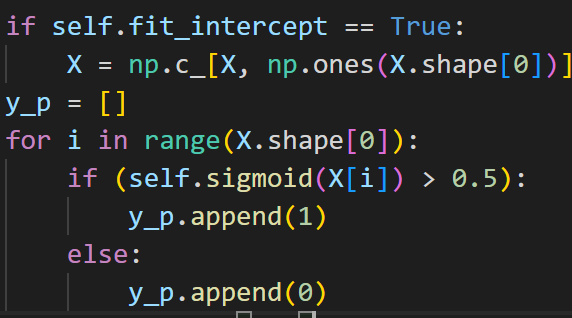 if self.fit_intercept == True:
    X = np.c_[X, np.ones(X.shape[0])]
y_p = []
for i in range(X.shape[0]):
    if (self.sigmoid(X[i]) > 0.5):
        y_p.append(1)
    else:
        y_p.append(0)